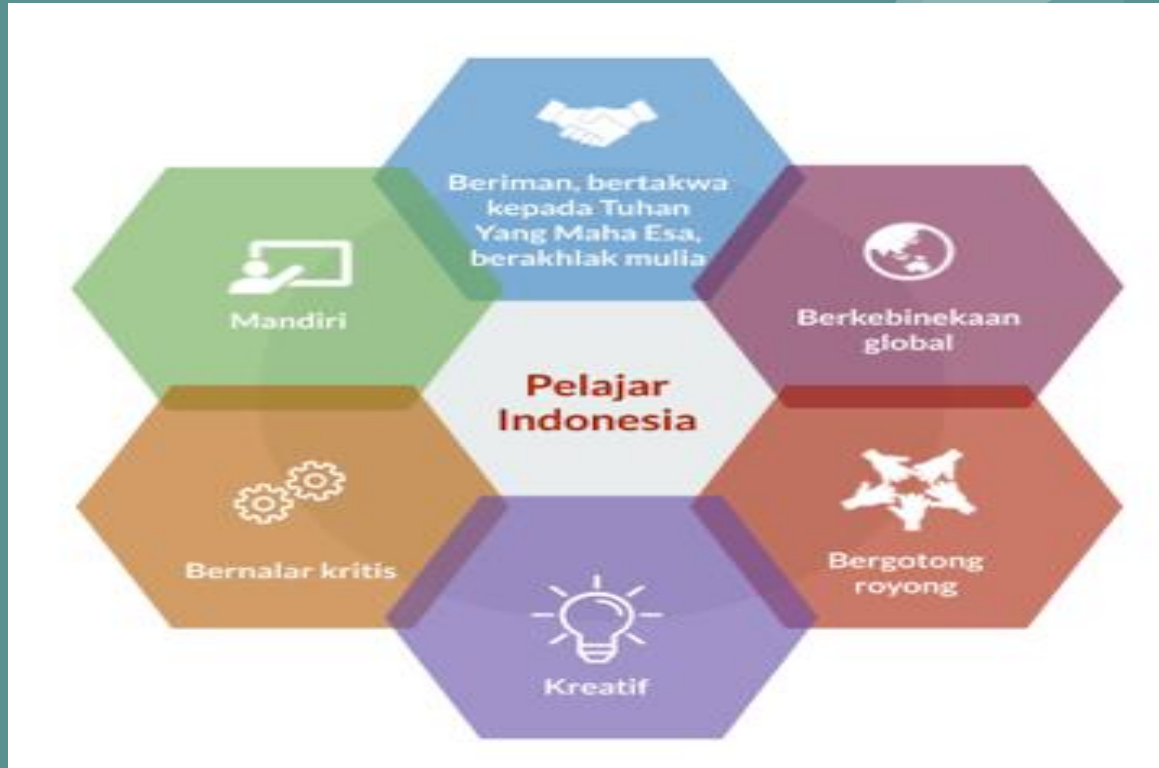 Beriman, bertakwa
kepada Tuhan
Yang Maha Esa,
berakhlak mulia
Mandiri
Berkebinekaan
global
Pelajar
Indonesia
Bernalar kritis
Bergotong
royong
Kreatif